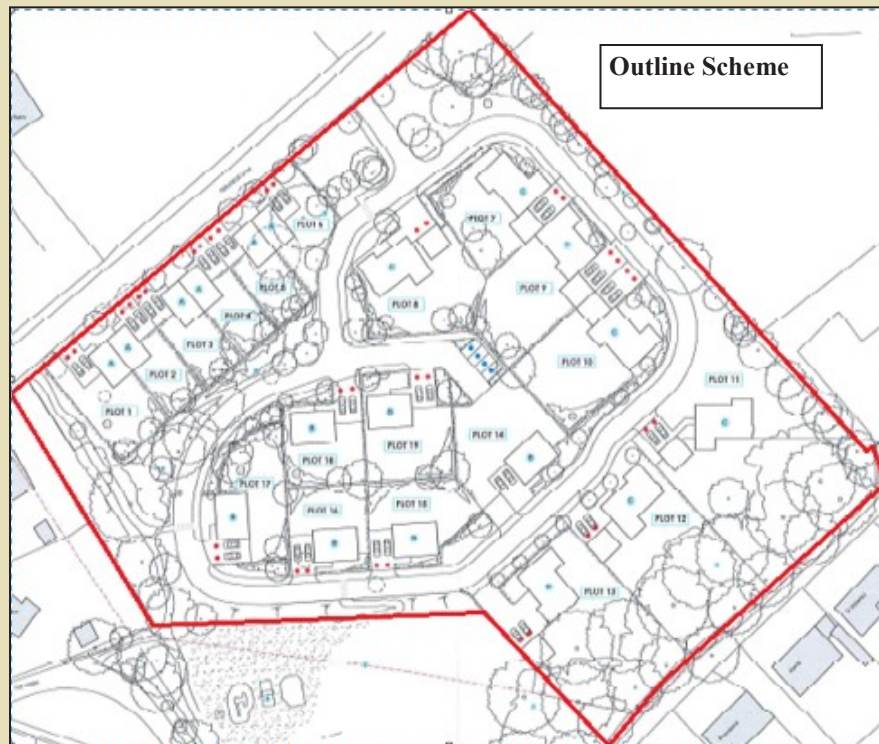 Outline Scheme
PLOT 6
PLOT 7
PLOT 5
PLOT 8
PLOT 9
PLOT 4
PLOT 3
PLOT 10
PLOT 2
PLOT 11
PLOT 1
PLOT 14
PLOT 19
PLOT 18
PLOT 17
PLOT 15
PLOT 16
PLOT 12
PLOT 13